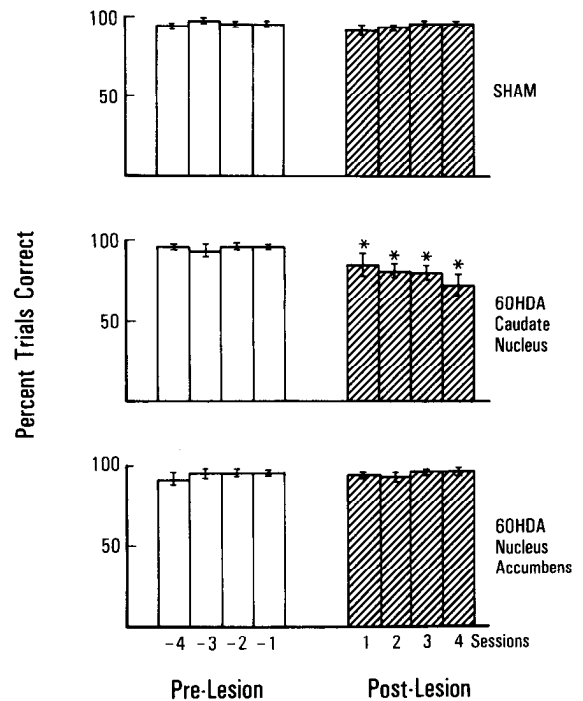 Percent Trials Correct
100
50
SHAM
100
50
* * * *
6OHDA
Caudate
Nucleus
100
50
6OHDA
Nucleus
Accumbens
-4 -3 -2 -1 1 2 3 4 Sessions
Pre-Lesion Post-Lesion